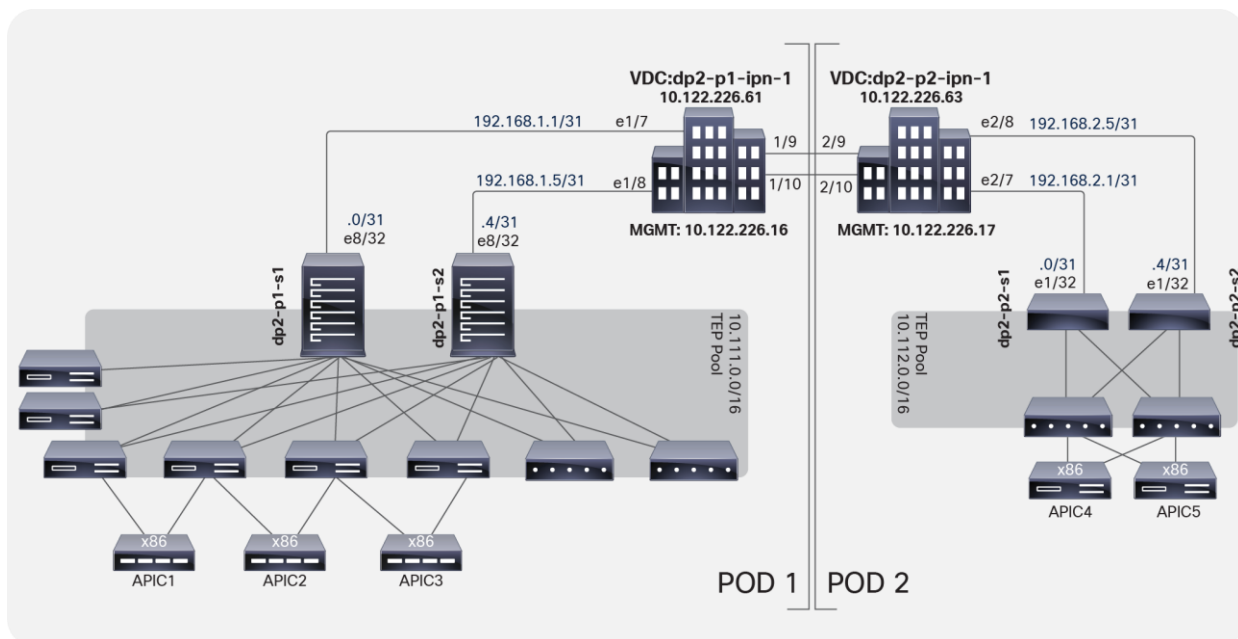 VDC:dp2-p1-ipn-1
10.122.226.61
VDC:dp2-p2-ipn-1
10.122.226.63
192.168.1.1/31
e1/7
1/9
2/9
e2/8
192.168.2.5/31
192.168.1.5/31
e1/8
1/10
2/10
e2/7
192.168.2.1/31
MGMT: 10.122.226.16
MGMT: 10.122.226.17
.0/31
e8/32
.4/31
e8/32
dp2-p1-s1
dp2-p1-s2
.0/31
e1/32
.4/31
e1/32
dp2-p2-s1
dp2-p2-s2
10.111.0.0/16
TEP Pool
TEP Pool
10.112.0.0/16
x86
x86
x86
APIC1
APIC2
APIC3
x86
x86
APIC4
APIC5
POD 1
POD 2